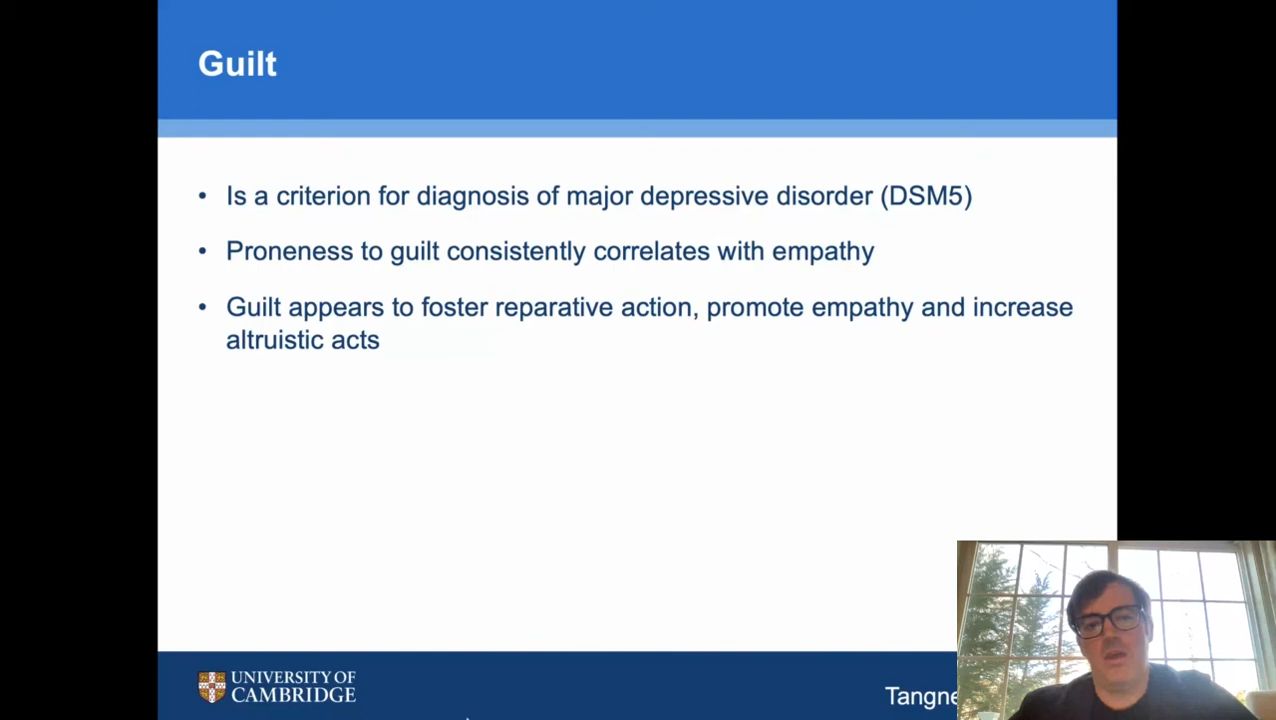 Guilt
• Is a criterion for diagnosis of major depressive disorder (DSM5)
• Proneness to guilt consistently correlates with empathy
• Guilt appears to foster reparative action, promote empathy and increase
altruistic acts
UNIVERSITY OF
CAMBRIDGE